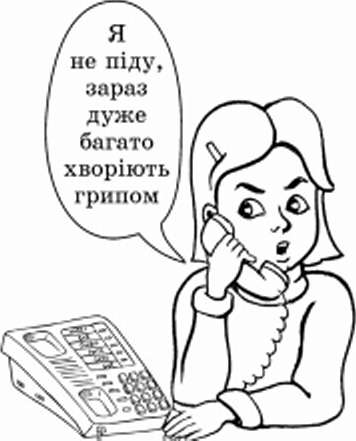 Я
не піду,
зараз
дуже
багато
хворіють
грипом